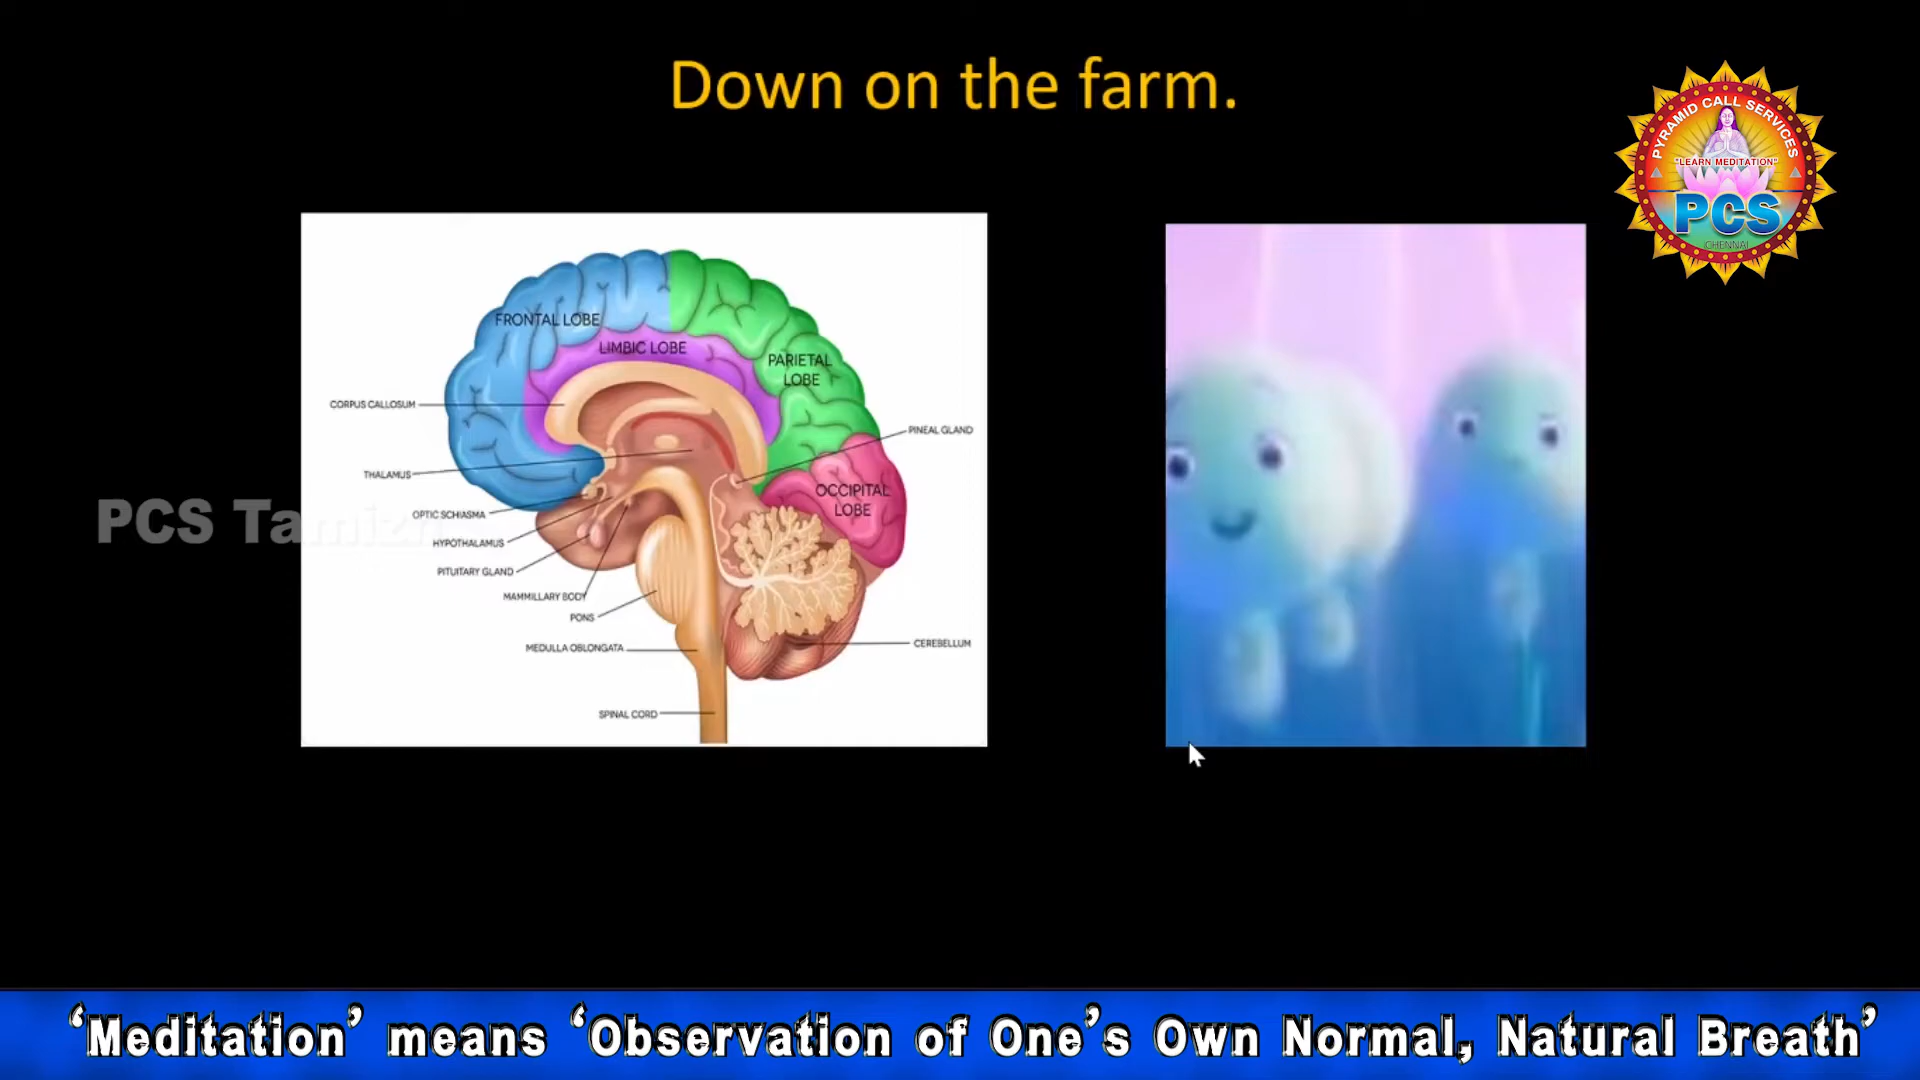 Down on the farm.
PYRAMID CALL SERVICES
"LEARN MEDITATION"
PCS
CHENNAI
FRONTAL LOBE
LIMBIC LOBE
PARIETAL
LOBE
CORPUS CALLOSUM
PINEAL GLAND
THALAMUS
OCCIPITAL
LOBE
OPTIC SCHIASMA
PCS Tamizh
HYPOTHALAMUS
PITUITARY GLAND
MAMMILLARY BODY
PONS
MEDULLA OBLONGATA
CEREBELLUM
SPINAL CORD
‘Meditation’ means ‘Observation of One’s Own Normal, Natural Breath’